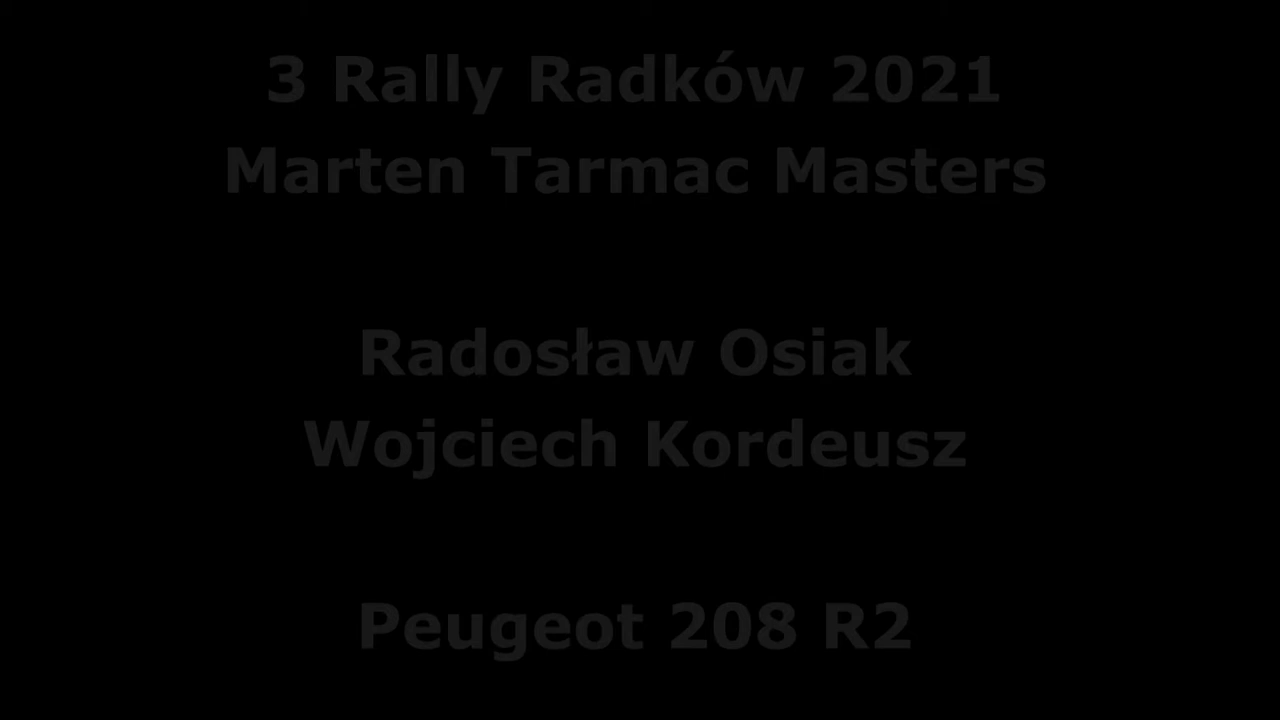 3 Rally Radków 2021
Marten Tarmac Masters
Radosław Osiak
Wojciech Kordeusz
Peugeot 208 R2